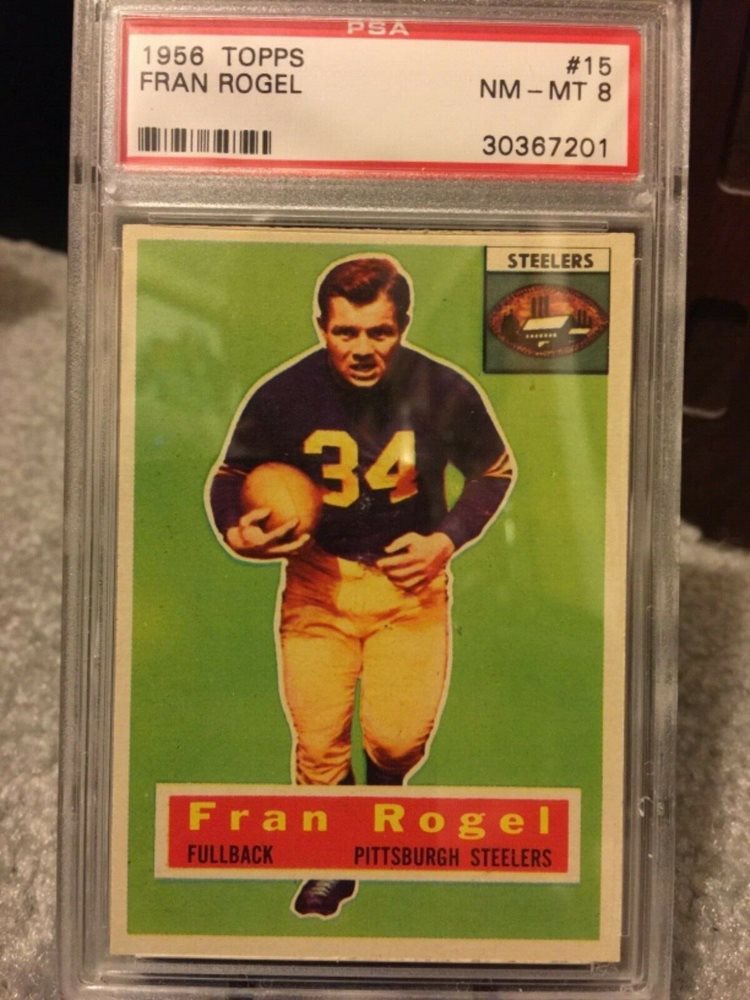 PSA
1956 TOPPS #15
FRAN ROGEL NM - MT 8
30367201
STEELERS
34
Fran Rogel
FULLBACK PITTSBURGH STEELERS